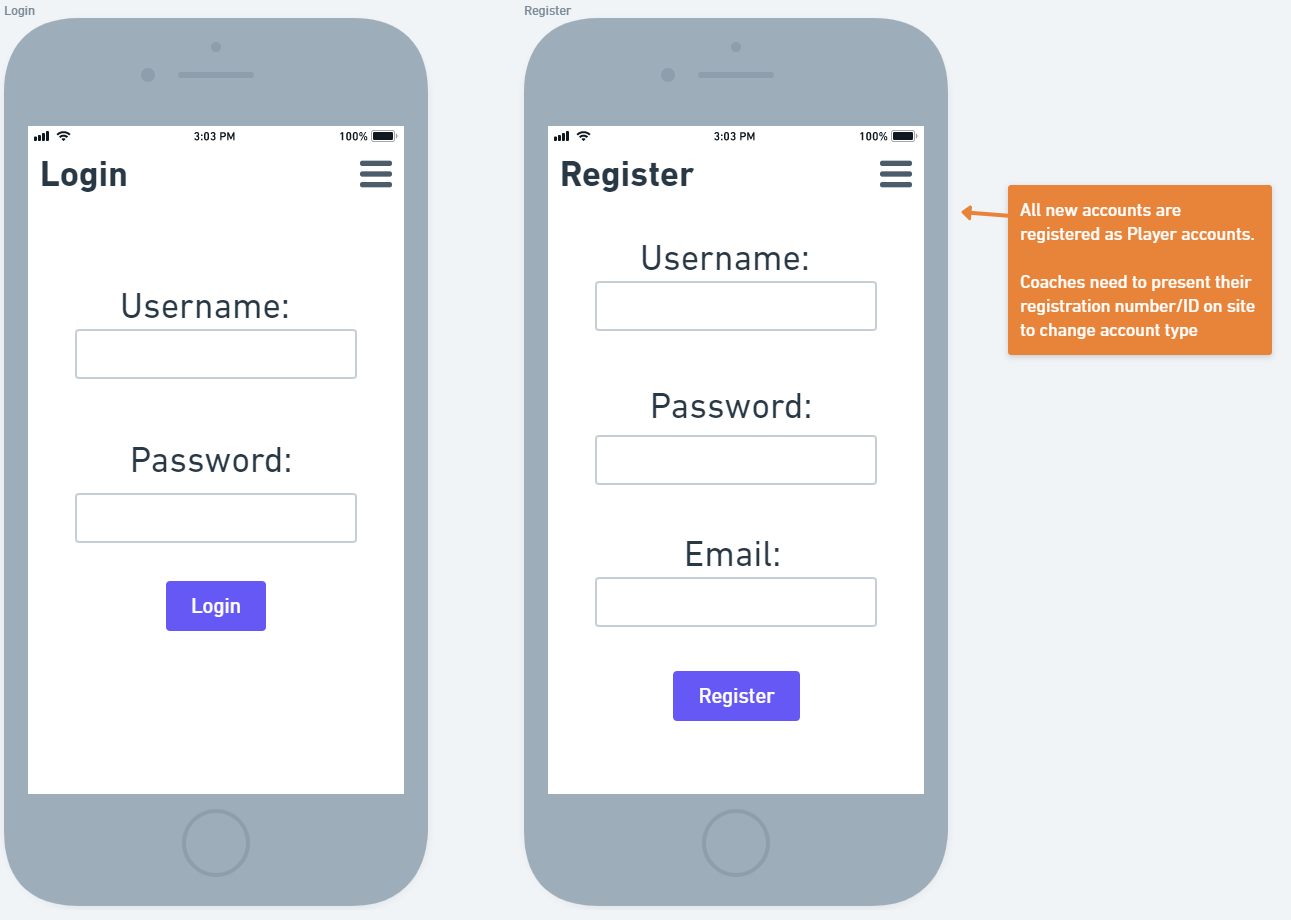 Login
3:03 PM
100%
Login
Username:
Password:
Login
Register
3:03 PM
100%
Register
Username:
Password:
Email:
Register
All new accounts are
registered as Player accounts.
Coaches need to present their
registration number/ID on site
to change account type